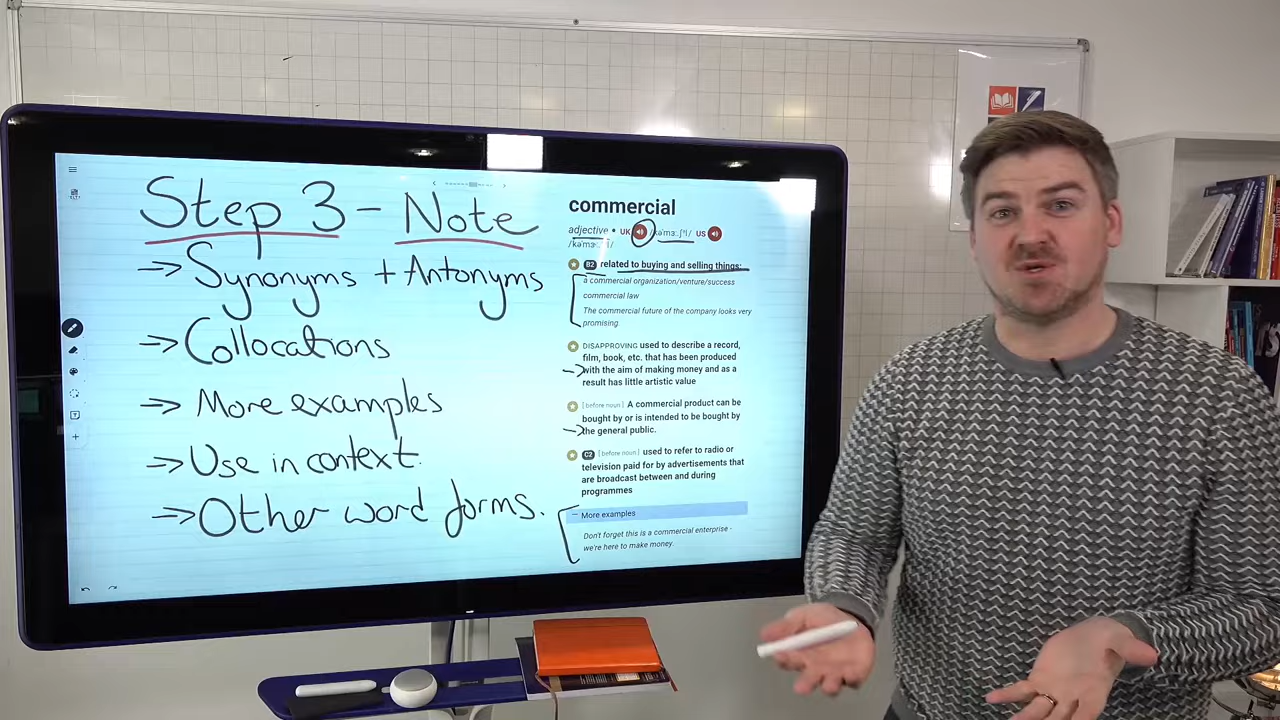 Step 3 - Note
→ Synonyms + Antonyms
→ Collocations
→ More examples
→ Use in context.
→ Other word forms.
commercial
adjective • UK US
B2 related to buying and selling things:
a commercial organization/venture/success
commercial law
The commercial future of the company looks very
promising.
DISAPPROVING used to describe a record,
film, book, etc. that has been produced
with the aim of making money and as a
result has little artistic value
[before noun] A commercial product can be
bought by or is intended to be bought by
the general public.
C2 [before noun] used to refer to radio or
television paid for by advertisements that
are broadcast between and during
programmes
− More examples
Don't forget this is a commercial enterprise -
we're here to make money.